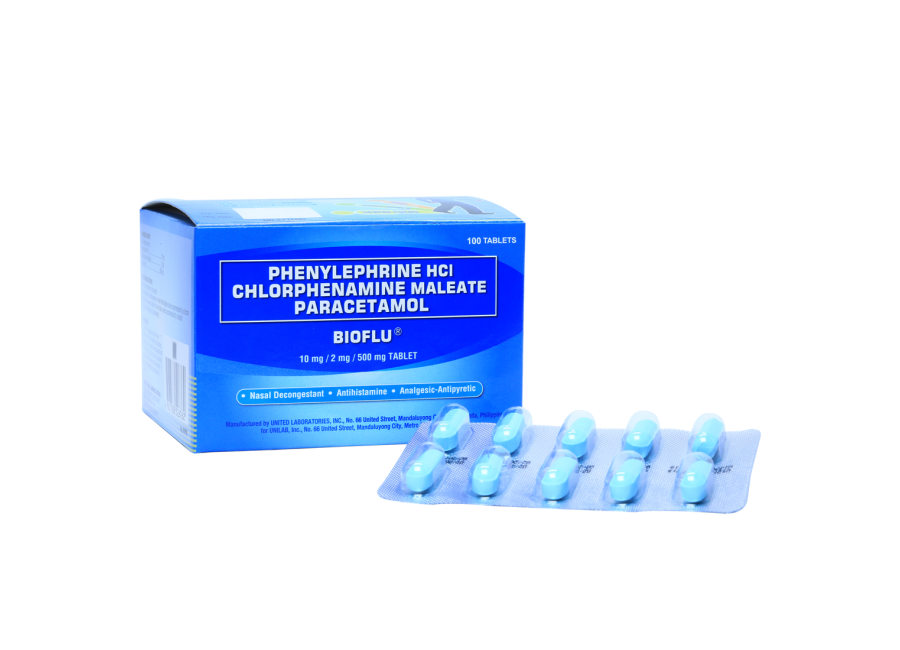 100 TABLETS
PHENYLEPHRINE HCl
CHLORPHENAMINE MALEATE
PARACETAMOL
BIOFLU®
10 mg / 2 mg / 500 mg TABLET
• Nasal Decongestant • Antihistamine • Analgesic-Antipyretic
Manufactured by UNITED LABORATORIES, INC., No. 66 United Street, Mandaluyong
for UNILAB, Inc., No. 66 United Street, Mandaluyong City,